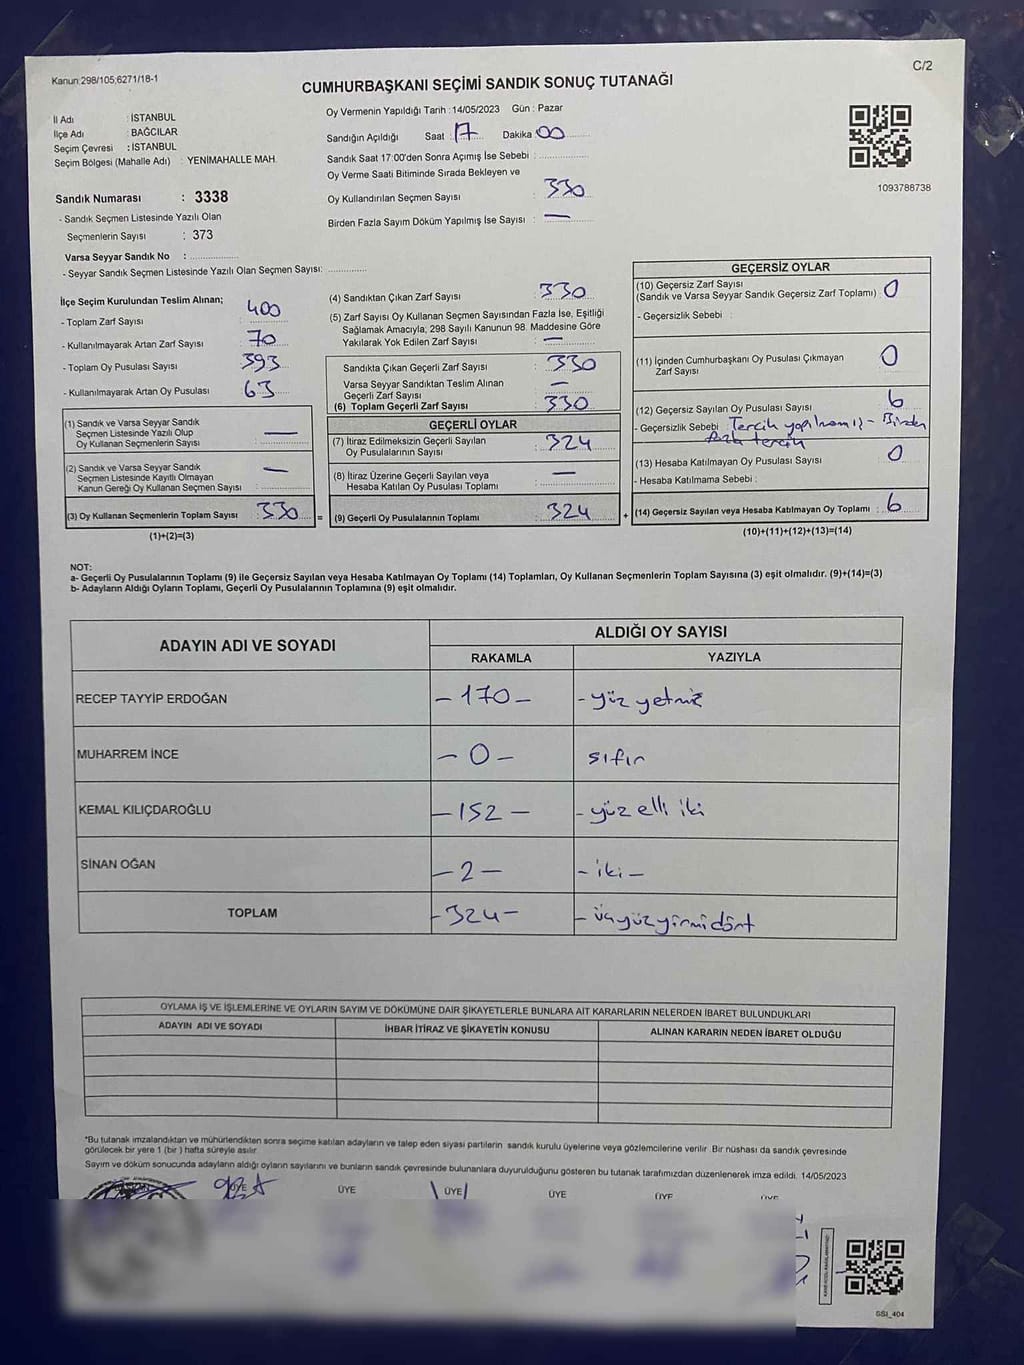 Kanun:298/105;6271/18-1
C/2
CUMHURBAŞKANI SEÇİMİ SANDIK SONUÇ TUTANAĞI
İl Adı : İSTANBUL
İlçe Adı : BAĞCILAR
Seçim Çevresi : İSTANBUL
Seçim Bölgesi (Mahalle Adı) : YENİMAHALLE MAH.
Oy Vermenin Yapıldığı Tarih : 14/05/2023 Gün : Pazar
Sandığın Açıldığı Saat : 17 Dakika : 00
Sandık Saat 17:00'den Sonra Açımış İse Sebebi :
Oy Verme Saati Bitiminde Sırada Bekleyen ve
Oy Kullandırılan Seçmen Sayısı : 330
Birden Fazla Sayım Döküm Yapılmış İse Sayısı : —
1093788738
Sandık Numarası : 3338
- Sandık Seçmen Listesinde Yazılı Olan
Seçmenlerin Sayısı : 373
Varsa Seyyar Sandık No :
- Seyyar Sandık Seçmen Listesinde Yazılı Olan Seçmen Sayısı:
İlçe Seçim Kurulundan Teslim Alınan;
- Toplam Zarf Sayısı : 400
- Kullanılmayarak Artan Zarf Sayısı : 70
- Toplam Oy Pusulası Sayısı : 393
- Kullanılmayarak Artan Oy Pusulası : 63
(1) Sandık ve Varsa Seyyar Sandık
Seçmen Listesinde Yazılı Olup
Oy Kullanan Seçmenlerin Sayısı : —
(2) Sandık ve Varsa Seyyar Sandık
Seçmen Listesinde Kayıtlı Olmayan
Kanun Gereği Oy Kullanan Seçmen Sayısı : —
(3) Oy Kullanan Seçmenlerin Toplam Sayısı : 330
(1)+(2)=(3)
(4) Sandıktan Çıkan Zarf Sayısı : 330
(5) Zarf Sayısı Oy Kullanan Seçmen Sayısından Fazla İse, Eşitliği
Sağlamak Amacıyla; 298 Sayılı Kanunun 98. Maddesine Göre
Yakılarak Yok Edilen Zarf Sayısı : —
Sandıkta Çıkan Geçerli Zarf Sayısı : 330
Varsa Seyyar Sandıktan Teslim Alınan
Geçerli Zarf Sayısı : —
(6) Toplam Geçerli Zarf Sayısı : 330
GEÇERLİ OYLAR
(7) İtiraz Edilmeksizin Geçerli Sayılan
Oy Pusulalarının Sayısı : 324
(8) İtiraz Üzerine Geçerli Sayılan veya
Hesaba Katılan Oy Pusulası Toplamı : —
= (9) Geçerli Oy Pusulalarının Toplamı : 324 +
GEÇERSİZ OYLAR
(10) Geçersiz Zarf Sayısı
(Sandık ve Varsa Seyyar Sandık Geçersiz Zarf Toplamı) : 0
- Geçersizlik Sebebi :
(11) İçinden Cumhurbaşkanı Oy Pusulası Çıkmayan
Zarf Sayısı : 0
(12) Geçersiz Sayılan Oy Pusulası Sayısı : 6
- Geçersizlik Sebebi : Tercih yapılmamış - Birden
fazla tercih
(13) Hesaba Katılmayan Oy Pusulası Sayısı : 0
- Hesaba Katılmama Sebebi :
(14) Geçersiz Sayılan veya Hesaba Katılmayan Oy Toplamı : 6
(10)+(11)+(12)+(13)=(14)
NOT:
a- Geçerli Oy Pusulalarının Toplamı (9) ile Geçersiz Sayılan veya Hesaba Katılmayan Oy Toplamı (14) Toplamları, Oy Kullanan Seçmenlerin Toplam Sayısına (3) eşit olmalıdır. (9)+(14)=(3)
b- Adayların Aldığı Oyların Toplamı, Geçerli Oy Pusulalarının Toplamına (9) eşit olmalıdır.
ADAYIN ADI VE SOYADI
ALDIĞI OY SAYISI
RAKAMLA YAZIYLA
RECEP TAYYİP ERDOĞAN -170- -yüz yetmiş
MUHARREM İNCE -0- sıfır
KEMAL KILIÇDAROĞLU -152- -yüz elli iki
SİNAN OĞAN -2- -iki-
TOPLAM -324- -üçyüzyirmidört
OYLAMA İŞ VE İŞLEMLERİNE VE OYLARIN SAYIM VE DÖKÜMÜNE DAİR ŞİKAYETLERLE BUNLARA AİT KARARLARIN NELERDEN İBARET BULUNDUKLARI
ADAYIN ADI VE SOYADI İHBAR İTİRAZ VE ŞİKAYETİN KONUSU ALINAN KARARIN NEDEN İBARET OLDUĞU
*Bu tutanak imzalandıktan ve mühürlendikten sonra seçime katılan adayların ve talep eden siyasi partilerin sandık kurulu üyelerine veya gözlemcilerine verilir. Bir nüshası da sandık çevresinde
görülecek bir yere 1 (bir) hafta süreyle asılır.
Sayım ve döküm sonucunda adayların aldığı oyların sayılarını ve bunların sandık çevresinde bulunanlara duyurulduğunu gösteren bu tutanak tarafımızdan düzenlenerek imza edildi. 14/05/2023
ÜYE ÜYE ÜYE ÜYE ÜYE ÜYE
SSI_404